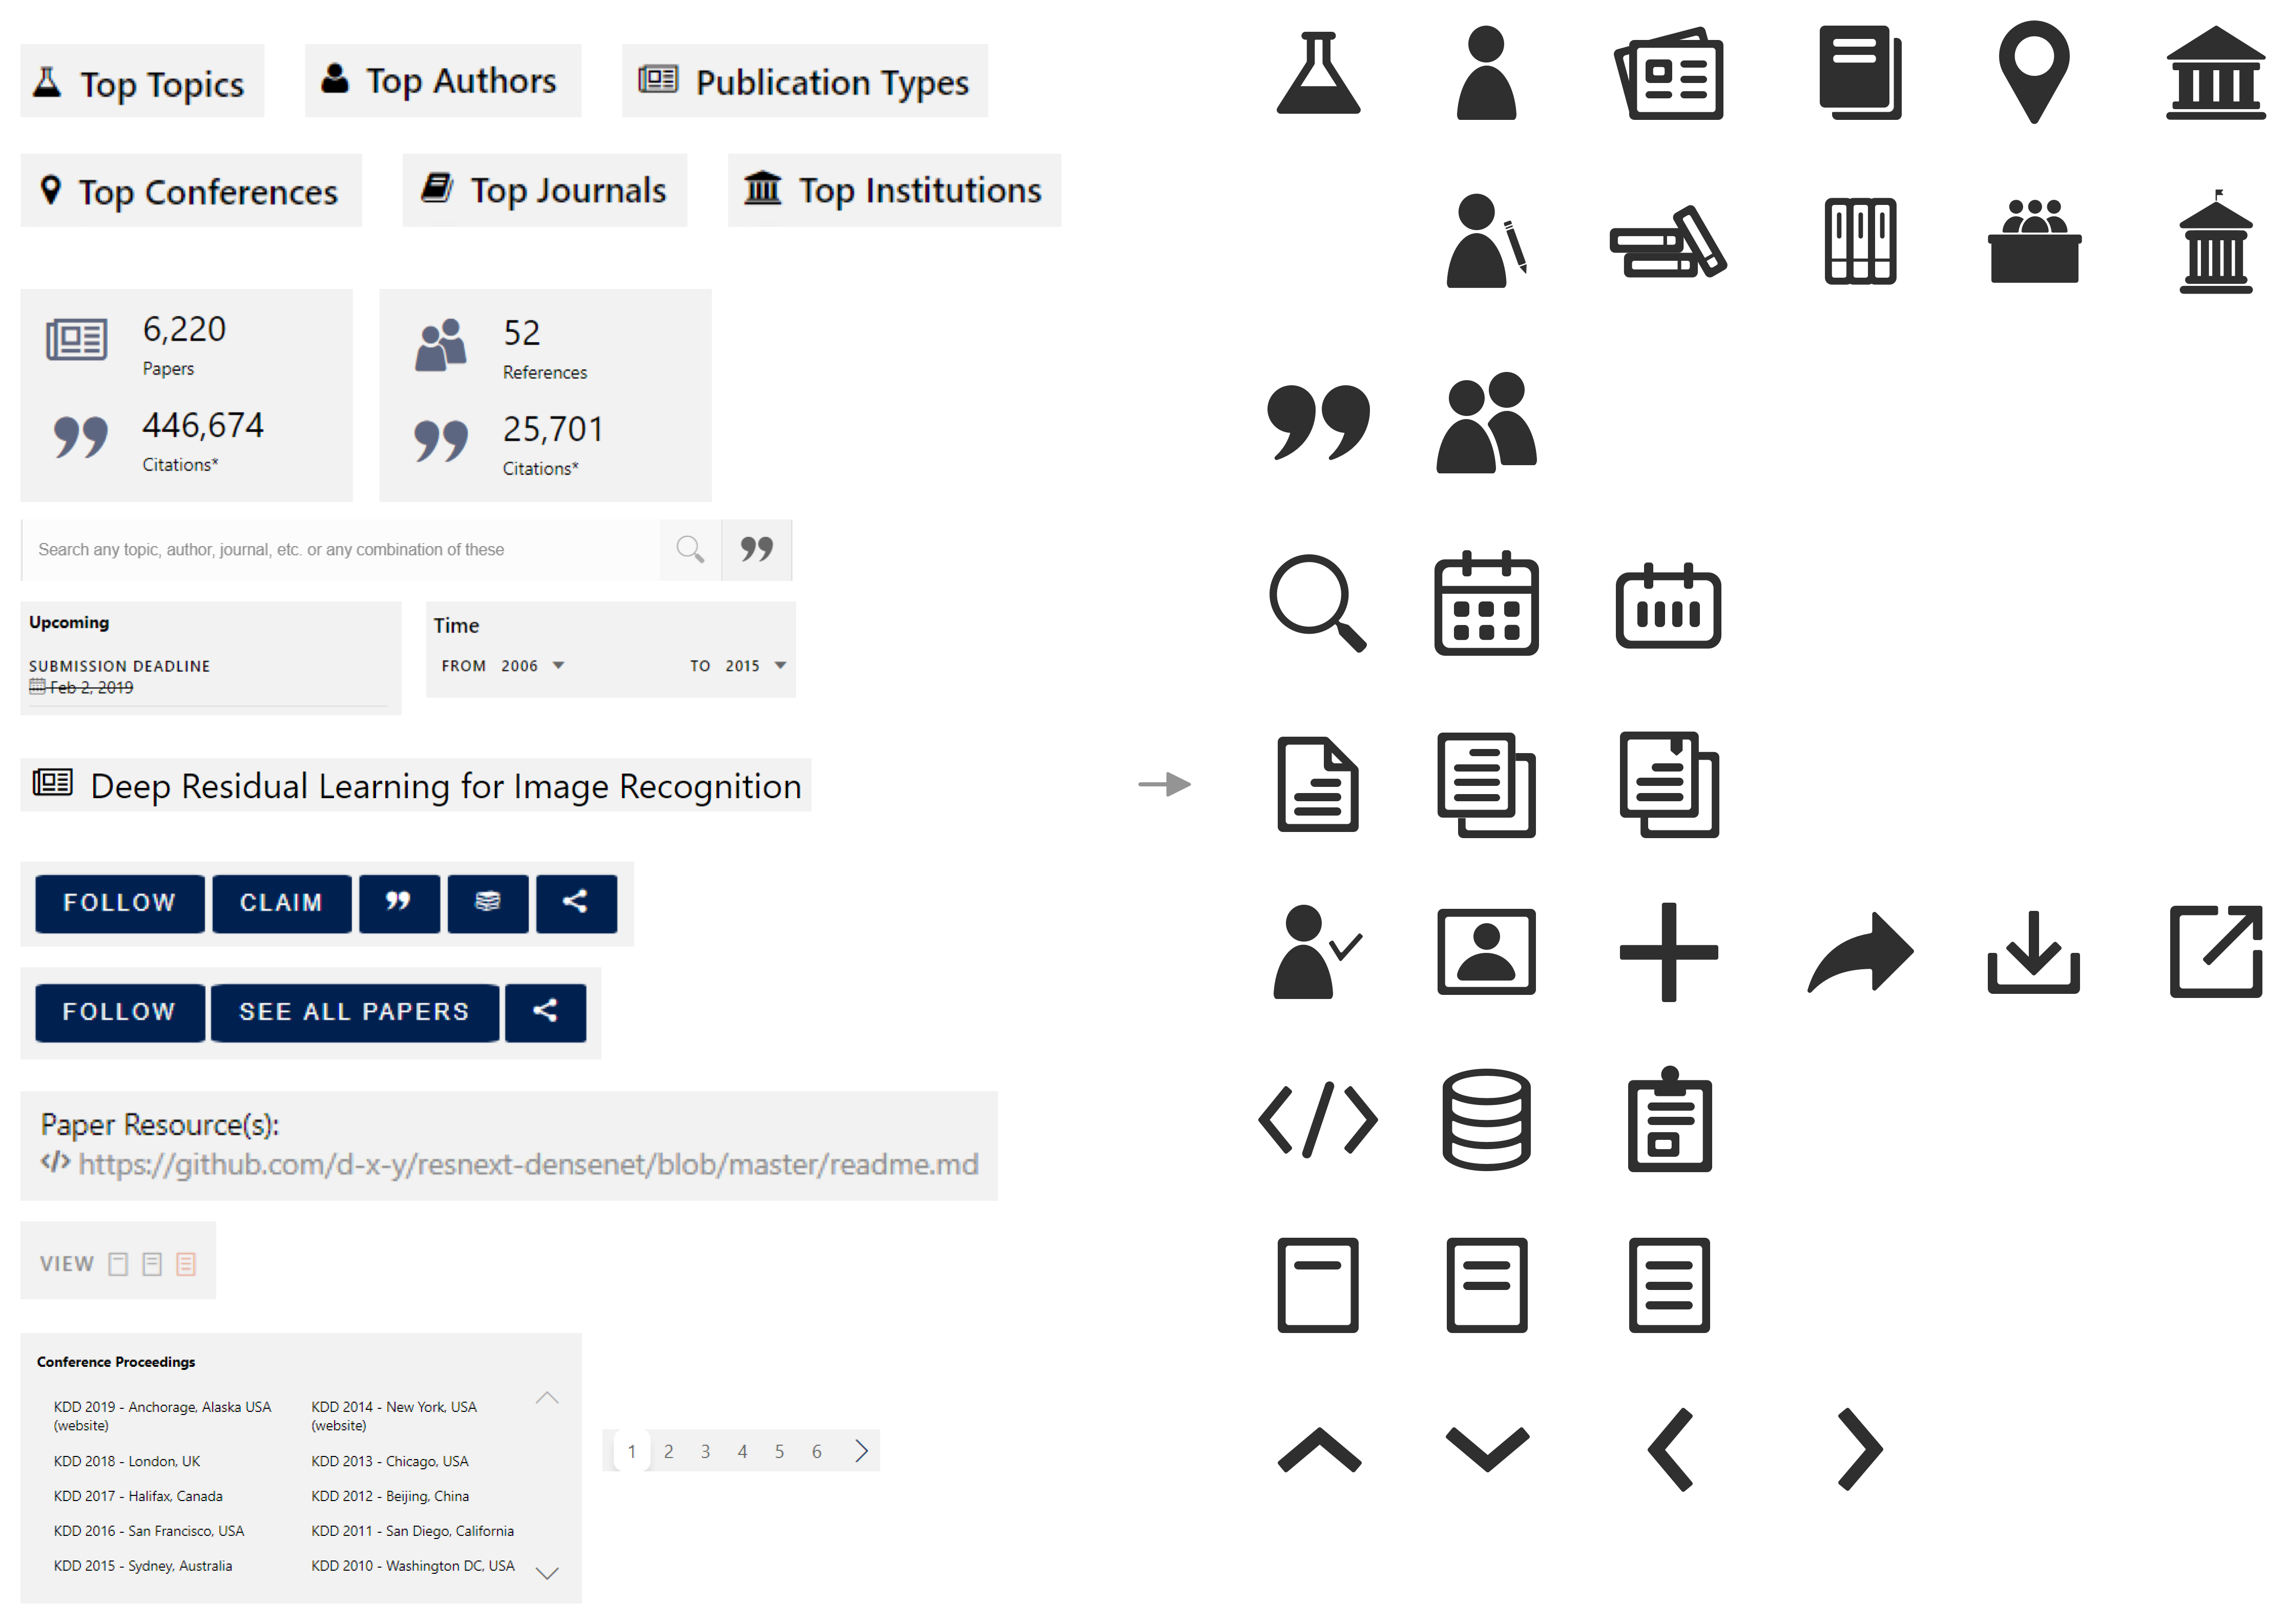 Top Topics
Top Authors
Publication Types
Top Conferences
Top Journals
Top Institutions
6,220
Papers
446,674
Citations*
52
References
25,701
Citations*
Search any topic, author, journal, etc. or any combination of these
Upcoming
SUBMISSION DEADLINE
Feb 2, 2019
Time
FROM 2006 TO 2015
Deep Residual Learning for Image Recognition
FOLLOW CLAIM
FOLLOW SEE ALL PAPERS
Paper Resource(s):
</> https://github.com/d-x-y/resnext-densenet/blob/master/readme.md
VIEW
Conference Proceedings
KDD 2019 - Anchorage, Alaska USA
(website)
KDD 2018 - London, UK
KDD 2017 - Halifax, Canada
KDD 2016 - San Francisco, USA
KDD 2015 - Sydney, Australia
KDD 2014 - New York, USA
(website)
KDD 2013 - Chicago, USA
KDD 2012 - Beijing, China
KDD 2011 - San Diego, California
KDD 2010 - Washington DC, USA
1 2 3 4 5 6